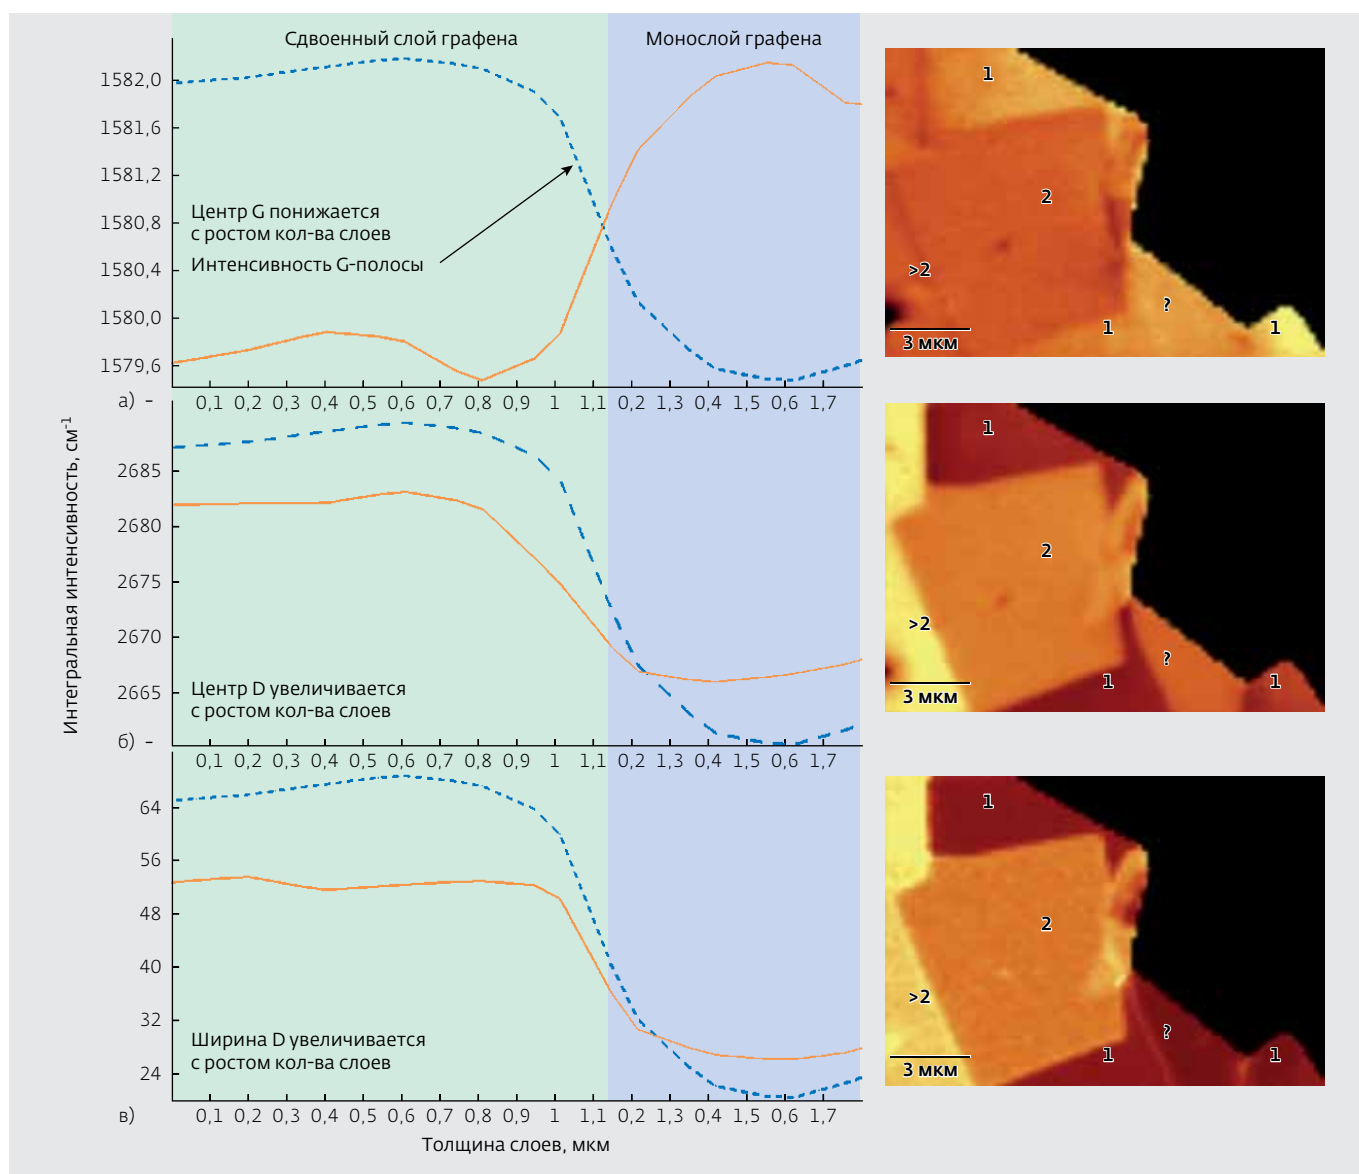 Сдвоенный слой графена
Монослой графена
1582,0
1581,6
1581,2
1580,8
1580,4
1580,0
1579,6
Центр G понижается
с ростом кол-ва слоев
Интенсивность G-полосы
а) –
0,1 0,2 0,3 0,4 0,5 0,6 0,7 0,8 0,9 1 1,1 0,2 1,3 0,4 1,5 0,6 1,7
1
2
>2
?
1
1
3 мкм
Интегральная интенсивность, см-1
2685
2680
2675
2670
2665
Центр D увеличивается
с ростом кол-ва слоев
б) –
0,1 0,2 0,3 0,4 0,5 0,6 0,7 0,8 0,9 1 1,1 0,2 1,3 0,4 1,5 0,6 1,7
1
2
>2
?
1
1
3 мкм
64
56
48
40
32
24
Ширина D увеличивается
с ростом кол-ва слоев
в)
0,1 0,2 0,3 0,4 0,5 0,6 0,7 0,8 0,9 1 1,1 0,2 1,3 0,4 1,5 0,6 1,7
Толщина слоев, мкм
1
2
>2
?
1
1
3 мкм